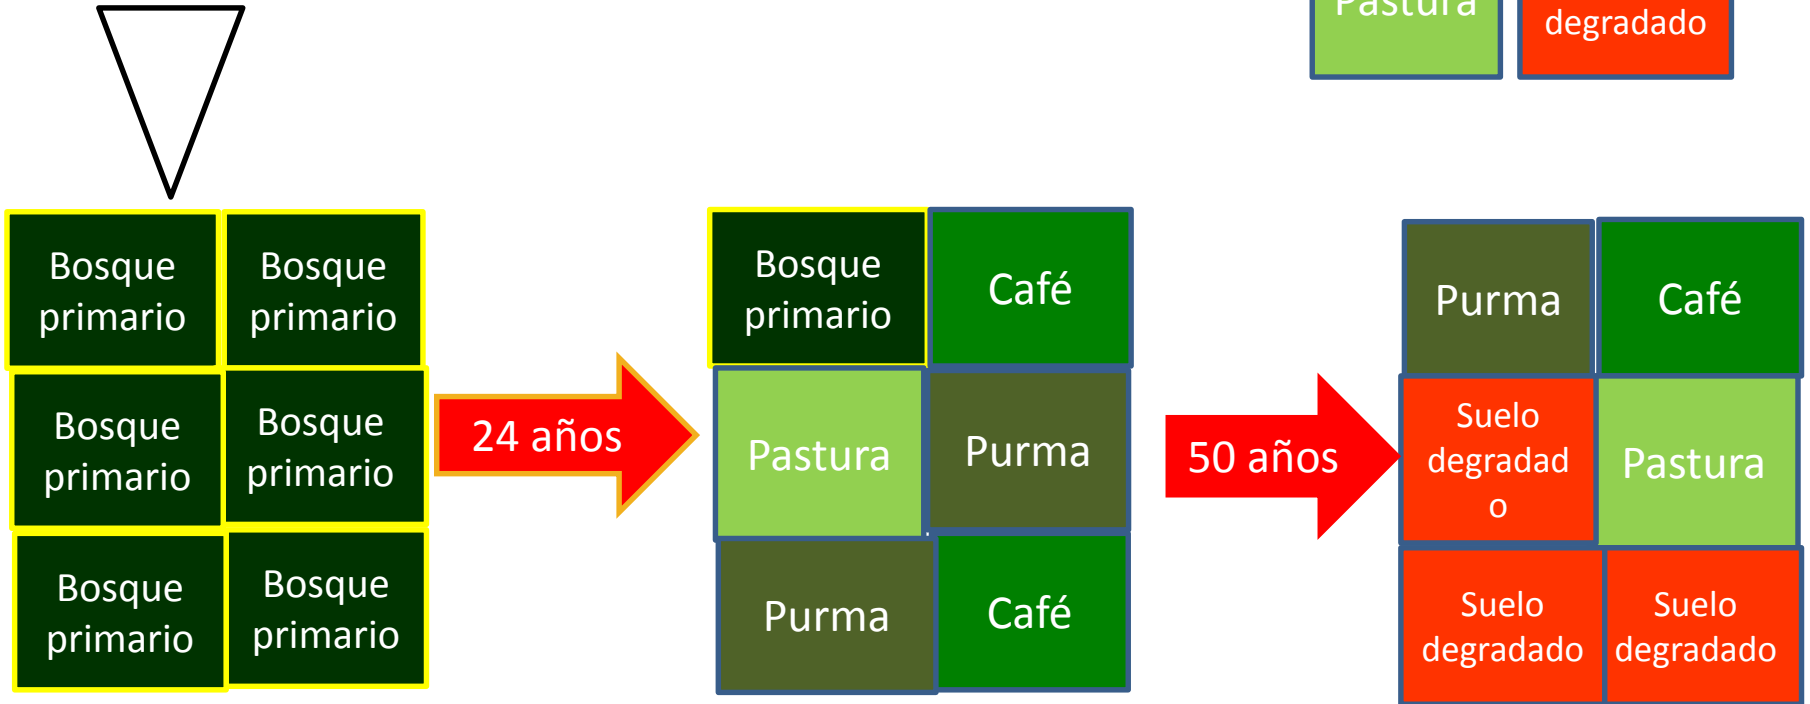 Pastura
degradado
Bosque
primario
Bosque
primario
Bosque
primario
Bosque
primario
Bosque
primario
Bosque
primario
24 años
Bosque
primario
Café
Pastura
Purma
Purma
Café
50 años
Purma
Café
Suelo
degradad
o
Pastura
Suelo
degradado
Suelo
degradado